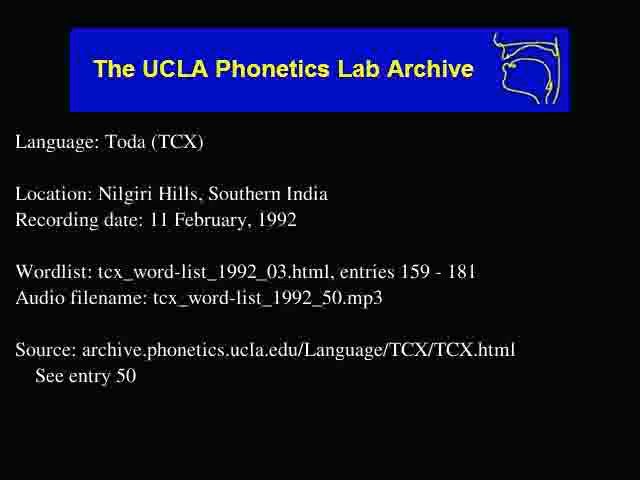 The UCLA Phonetics Lab Archive
Language: Toda (TCX)
Location: Nilgiri Hills, Southern India
Recording date: 11 February, 1992
Wordlist: tcx_word-list_1992_03.html, entries 159 - 181
Audio filename: tcx_word-list_1992_50.mp3
Source: archive.phonetics.ucla.edu/Language/TCX/TCX.html
See entry 50